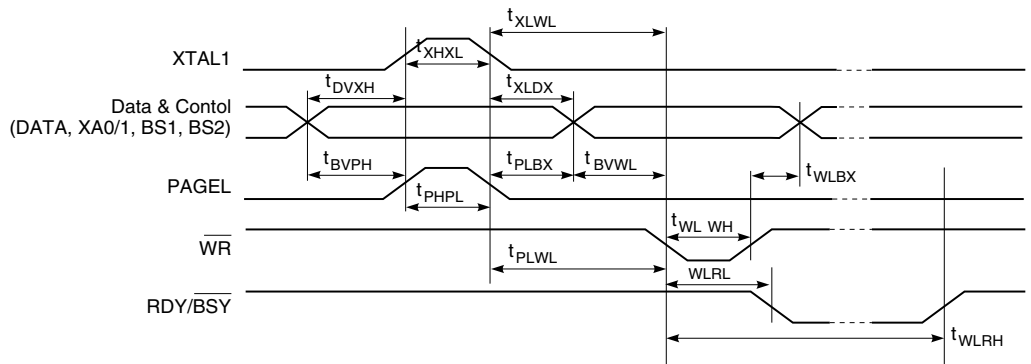 tXLWL
XTAL1
tXHXL
tDVXH
tXLDX
Data & Contol
(DATA, XA0/1, BS1, BS2)
tBVPH
tPLBX
tBVWL
tWLBX
PAGEL
tPHPL
tWL WH
WR
tPLWL
WLRL
RDY/BSY
tWLRH